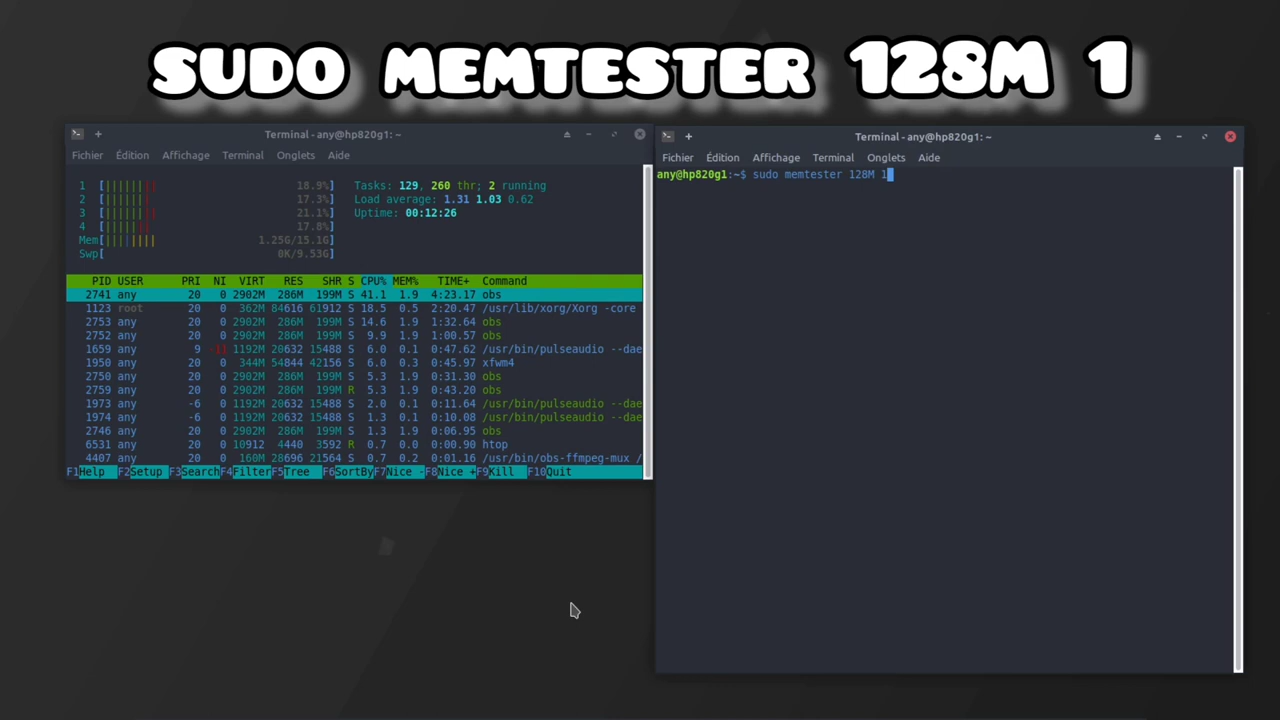 SUDO MEMTESTER 128M 1
Terminal - any@hp820g1: ~
Fichier Édition Affichage Terminal Onglets Aide
1 [|||||||| 18.9%] Tasks: 129, 260 thr; 2 running
2 [||||||| 17.3%] Load average: 1.31 1.03 0.62
3 [|||||||| 21.1%] Uptime: 00:12:26
4 [||||||| 17.8%]
Mem[|||||||| 1.25G/15.1G]
Swp[ 0K/9.53G]
PID USER PRI NI VIRT RES SHR S CPU% MEM% TIME+ Command
2741 any 20 0 2902M 286M 199M S 41.1 1.9 4:23.17 obs
1123 root 20 0 362M 84616 61912 S 18.5 0.5 2:20.47 /usr/lib/xorg/Xorg -core
2753 any 20 0 2902M 286M 199M S 14.6 1.9 1:32.64 obs
2752 any 20 0 2902M 286M 199M S 9.9 1.9 1:00.57 obs
1659 any 9 -11 1192M 20632 15488 S 6.0 0.1 0:47.62 /usr/bin/pulseaudio --dae
1950 any 20 0 344M 54844 42156 S 6.0 0.3 0:45.97 xfwm4
2750 any 20 0 2902M 286M 199M S 5.3 1.9 0:31.30 obs
2759 any 20 0 2902M 286M 199M R 5.3 1.9 0:43.20 obs
1973 any -6 0 1192M 20632 15488 S 2.0 0.1 0:11.64 /usr/bin/pulseaudio --dae
1974 any -6 0 1192M 20632 15488 S 1.3 0.1 0:10.08 /usr/bin/pulseaudio --dae
2746 any 20 0 2902M 286M 199M S 1.3 1.9 0:06.95 obs
6531 any 20 0 10912 4440 3592 R 0.7 0.0 0:00.90 htop
4407 any 20 0 160M 28696 21564 S 0.7 0.2 0:01.16 /usr/bin/obs-ffmpeg-mux /
F1Help F2Setup F3SearchF4FilterF5Tree F6SortByF7Nice -F8Nice +F9Kill F10Quit
Terminal - any@hp820g1: ~
Fichier Édition Affichage Terminal Onglets Aide
any@hp820g1:~$ sudo memtester 128M 1